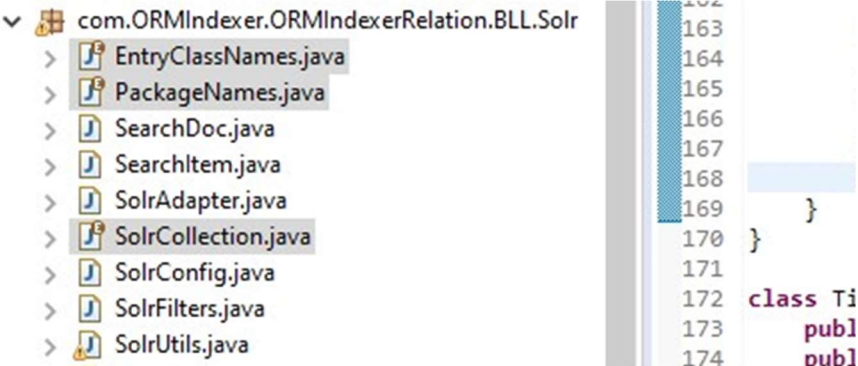 com.ORMIndexer.ORMIndexerRelation.BLL.Solr
EntryClassNames.java
PackageNames.java
SearchDoc.java
SearchItem.java
SolrAdapter.java
SolrCollection.java
SolrConfig.java
SolrFilters.java
SolrUtils.java
162
163
164
165
166
167
168
169 }
170 }
171
172 class Ti
173 publ
174 publ